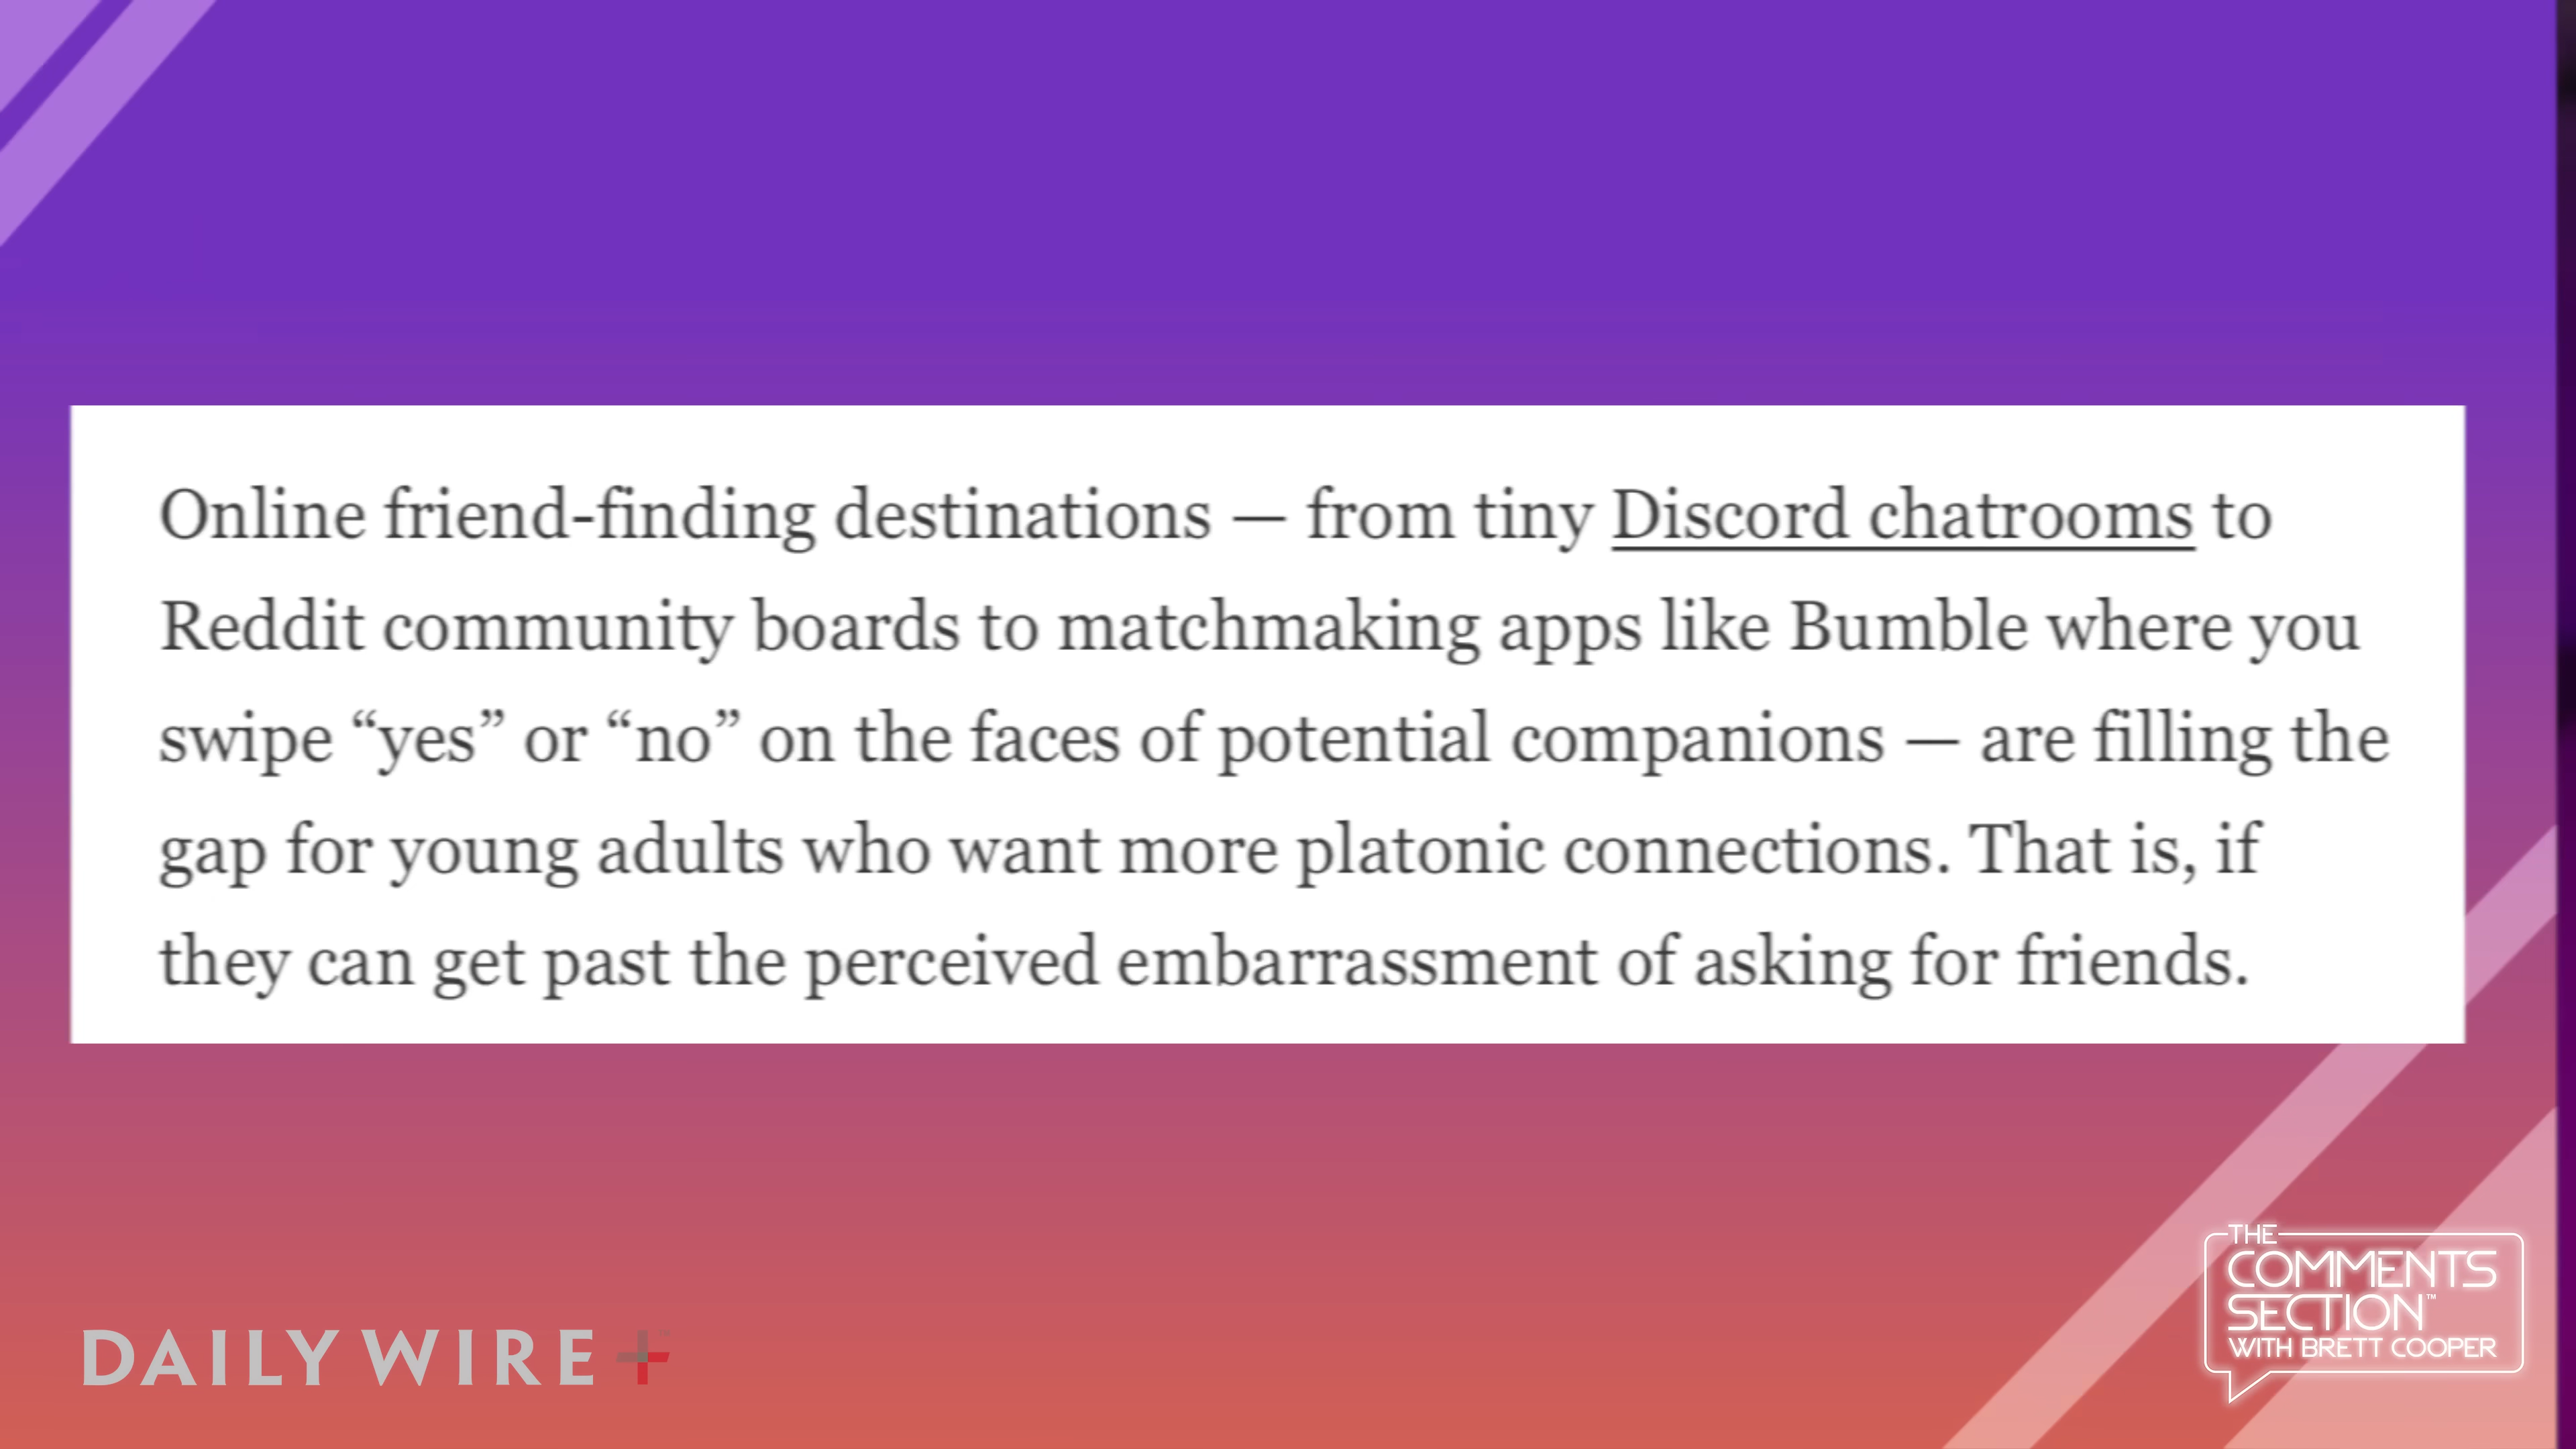 Online friend-finding destinations — from tiny Discord chatrooms to
Reddit community boards to matchmaking apps like Bumble where you
swipe “yes” or “no” on the faces of potential companions — are filling the
gap for young adults who want more platonic connections. That is, if
they can get past the perceived embarrassment of asking for friends.
DAILY WIRE +
THE
COMMENTS
SECTION™
WITH BRETT COOPER